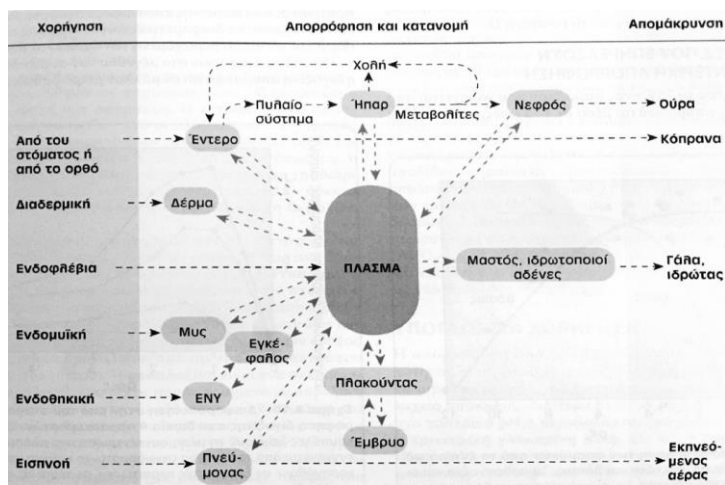 Χορήγηση
Απορρόφηση και κατανομή
Απομάκρυνση
Χολή
Πυλαίο
σύστημα
Ήπαρ
Μεταβολίτες
Νεφρός
Ούρα
Από του
στόματος ή
από το ορθό
Έντερο
Κόπρανα
Διαδερμική
Δέρμα
Ενδοφλέβια
ΠΛΑΣΜΑ
Μαστός, ιδρωτοποιοί
αδένες
Γάλα,
ιδρώτας
Ενδομυϊκή
Μυς
Εγκέ-
φαλος
Ενδοθηκική
ΕΝΥ
Πλακούντας
Έμβρυο
Εισπνοή
Πνεύ-
μονας
Εκπνεό-
μενος
αέρας